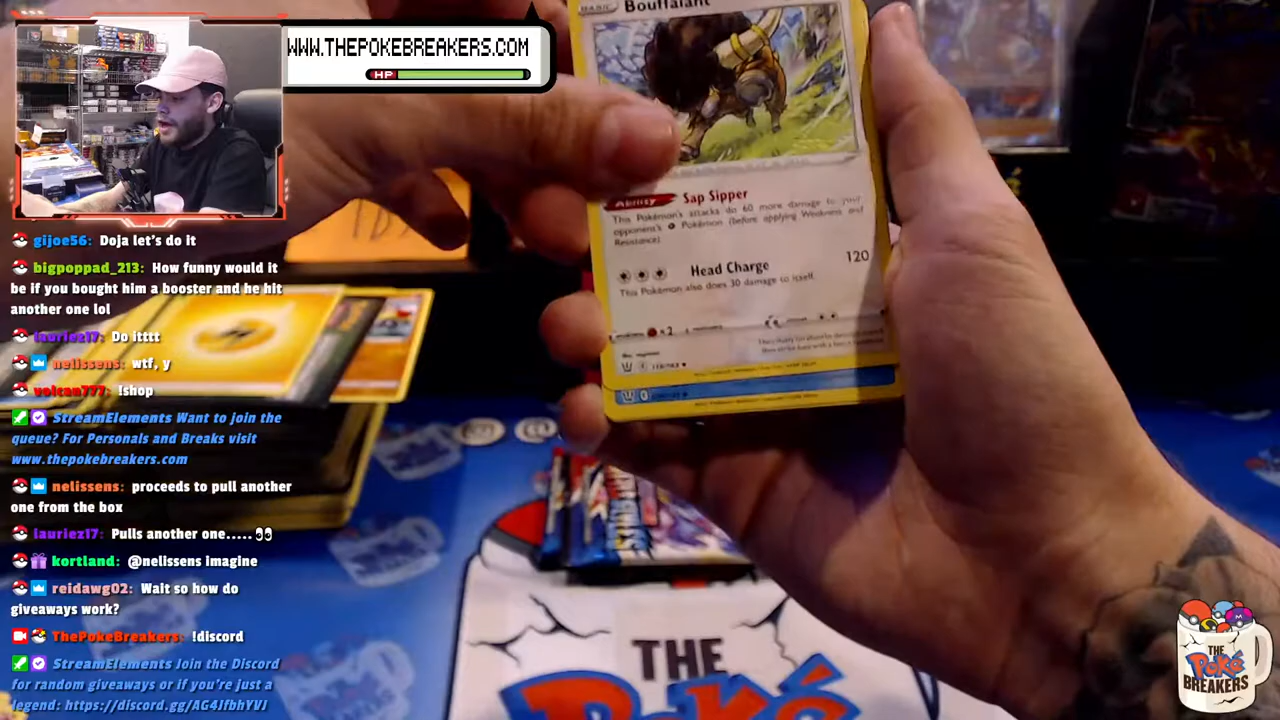 WWW.THEPOKEBREAKERS.COM
HP
BASIC Bouffalant
Ability Sap Sipper
This Pokémon's attacks do 60 more damage to your
opponent's Pokémon (before applying Weakness and
Resistance)
Head Charge 120
This Pokémon also does 30 damage to itself.
×2
gijoe56: Doja let's do it
bigpoppad_213: How funny would it
be if you bought him a booster and he hit
another one lol
lauriez17: Do itttt
nelissens: wtf, y
volcan777: !shop
StreamElements Want to join the
queue? For Personals and Breaks visit
www.thepokebreakers.com
nelissens: proceeds to pull another
one from the box
lauriez17: Pulls another one.....
kortland: @nelissens imagine
reidawg02: Wait so how do
giveaways work?
ThePokeBreakers: !discord
StreamElements Join the Discord
for random giveaways or if you're just a
legend: https://discord.gg/AG4JfbhYVJ
THE
Poké
THE
Poké
BREAKERS